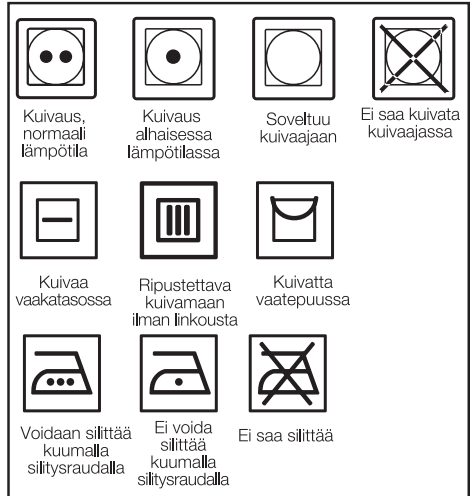 Kuivaus,
normaali
lämpötila
Kuivaus
alhaisessa
lämpötilassa
Soveltuu
kuivaajaan
Ei saa kuivata
kuivaajassa
Kuivaa
vaakatasossa
Ripustettava
kuivamaan
ilman linkousta
Kuivatta
vaatepuussa
Voidaan silittää
kuumalla
silitysraudalla
Ei voida
silittää
kuumalla
silitysraudalla
Ei saa silittää